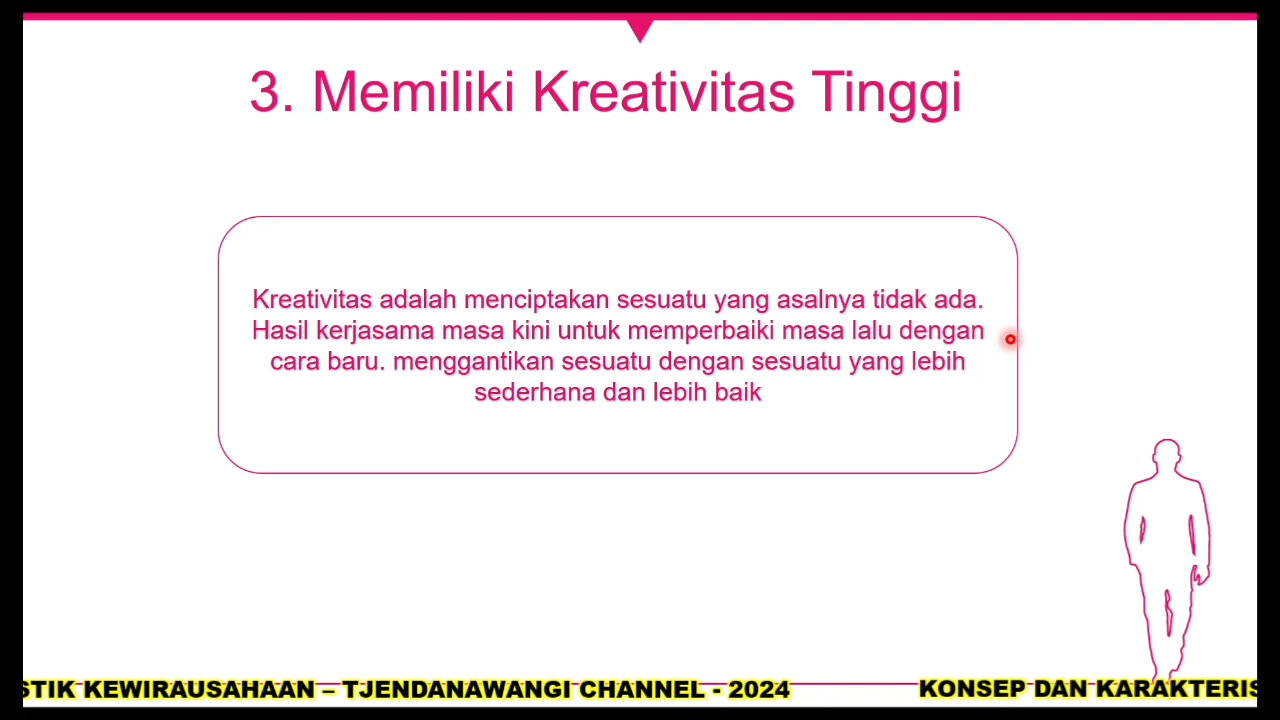 3. Memiliki Kreativitas Tinggi
Kreativitas adalah menciptakan sesuatu yang asalnya tidak ada.
Hasil kerjasama masa kini untuk memperbaiki masa lalu dengan
cara baru. menggantikan sesuatu dengan sesuatu yang lebih
sederhana dan lebih baik
STIK KEWIRAUSAHAAN – TJENDANAWANGI CHANNEL - 2024 KONSEP DAN KARAKTERIS